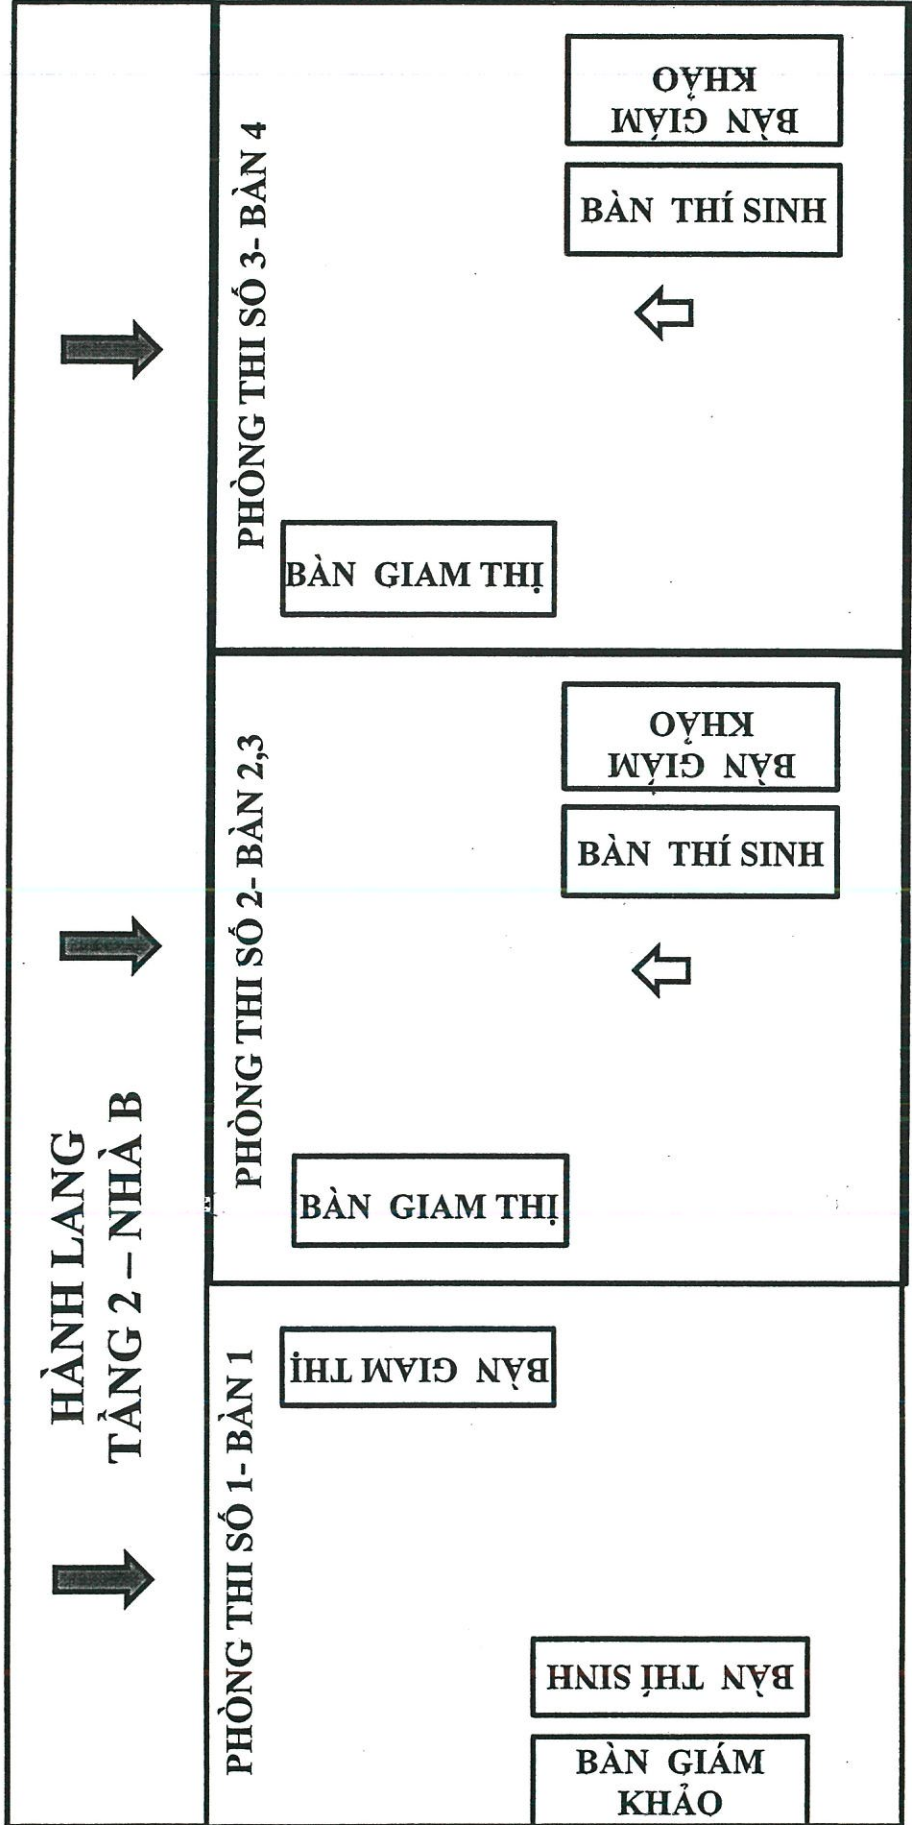 HÀNH LANG
TẦNG 2 – NHÀ B
PHÒNG THI SỐ 1- BÀN 1
BÀN GIAM THỊ
BÀN THÍ SINH
BÀN GIÁM
KHẢO
PHÒNG THI SỐ 2- BÀN 2,3
BÀN GIAM THỊ
BÀN THÍ SINH
BÀN GIÁM
KHẢO
PHÒNG THI SỐ 3- BÀN 4
BÀN GIAM THỊ
BÀN THÍ SINH
BÀN GIÁM
KHẢO